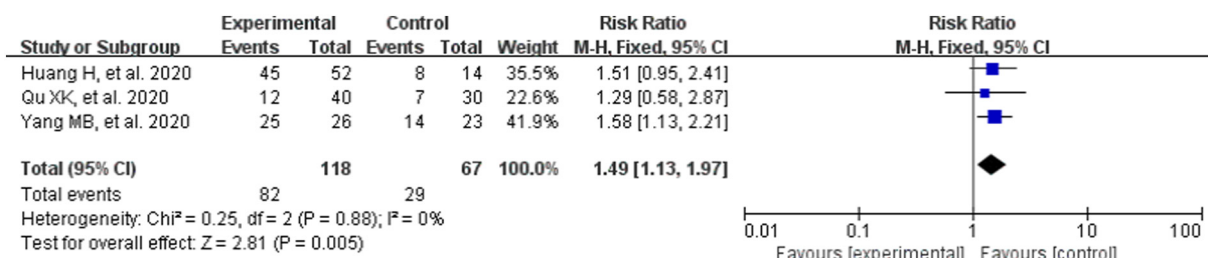 Experimental Control Risk Ratio Risk Ratio
Study or Subgroup Events Total Events Total Weight M-H, Fixed, 95% CI M-H, Fixed, 95% CI
Huang H, et al. 2020 45 52 8 14 35.5% 1.51 [0.95, 2.41]
Qu XK, et al. 2020 12 40 7 30 22.6% 1.29 [0.58, 2.87]
Yang MB, et al. 2020 25 26 14 23 41.9% 1.58 [1.13, 2.21]
Total (95% CI) 118 67 100.0% 1.49 [1.13, 1.97]
Total events 82 29
Heterogeneity: Chi² = 0.25, df = 2 (P = 0.88); I² = 0%
Test for overall effect: Z = 2.81 (P = 0.005)
0.01 0.1 1 10 100
Favours [experimental] Favours [control]